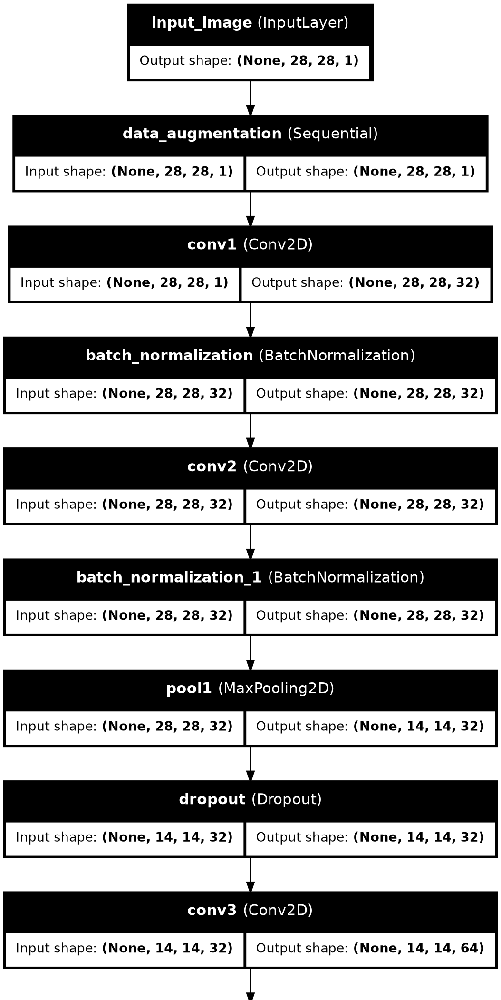 input_image (InputLayer)
Output shape: (None, 28, 28, 1)
data_augmentation (Sequential)
Input shape: (None, 28, 28, 1) Output shape: (None, 28, 28, 1)
conv1 (Conv2D)
Input shape: (None, 28, 28, 1) Output shape: (None, 28, 28, 32)
batch_normalization (BatchNormalization)
Input shape: (None, 28, 28, 32) Output shape: (None, 28, 28, 32)
conv2 (Conv2D)
Input shape: (None, 28, 28, 32) Output shape: (None, 28, 28, 32)
batch_normalization_1 (BatchNormalization)
Input shape: (None, 28, 28, 32) Output shape: (None, 28, 28, 32)
pool1 (MaxPooling2D)
Input shape: (None, 28, 28, 32) Output shape: (None, 14, 14, 32)
dropout (Dropout)
Input shape: (None, 14, 14, 32) Output shape: (None, 14, 14, 32)
conv3 (Conv2D)
Input shape: (None, 14, 14, 32) Output shape: (None, 14, 14, 64)